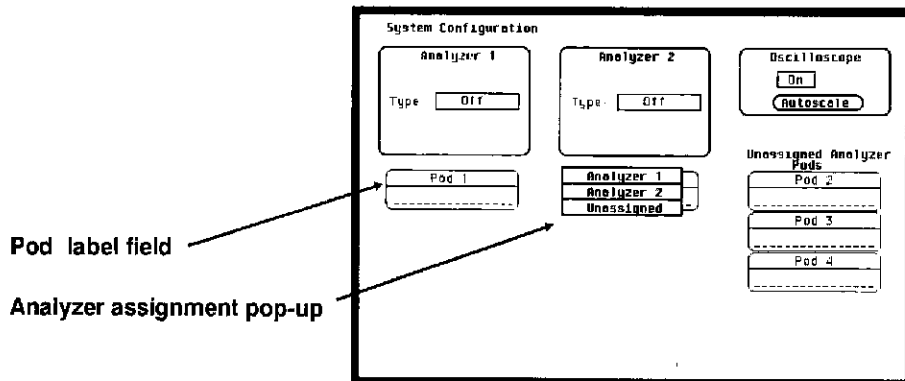 System Configuration
Analyzer 1
Type
Off
Analyzer 2
Type
Off
Oscilloscope
On
Autoscale
Pod 1
Analyzer 1
Analyzer 2
Unassigned
Unassigned Analyzer
Pods
Pod 2
Pod 3
Pod 4
Pod label field
Analyzer assignment pop-up